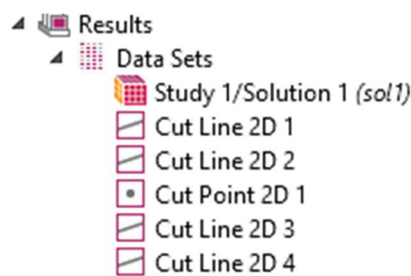 Results
Data Sets
Study 1/Solution 1 (sol1)
Cut Line 2D 1
Cut Line 2D 2
Cut Point 2D 1
Cut Line 2D 3
Cut Line 2D 4